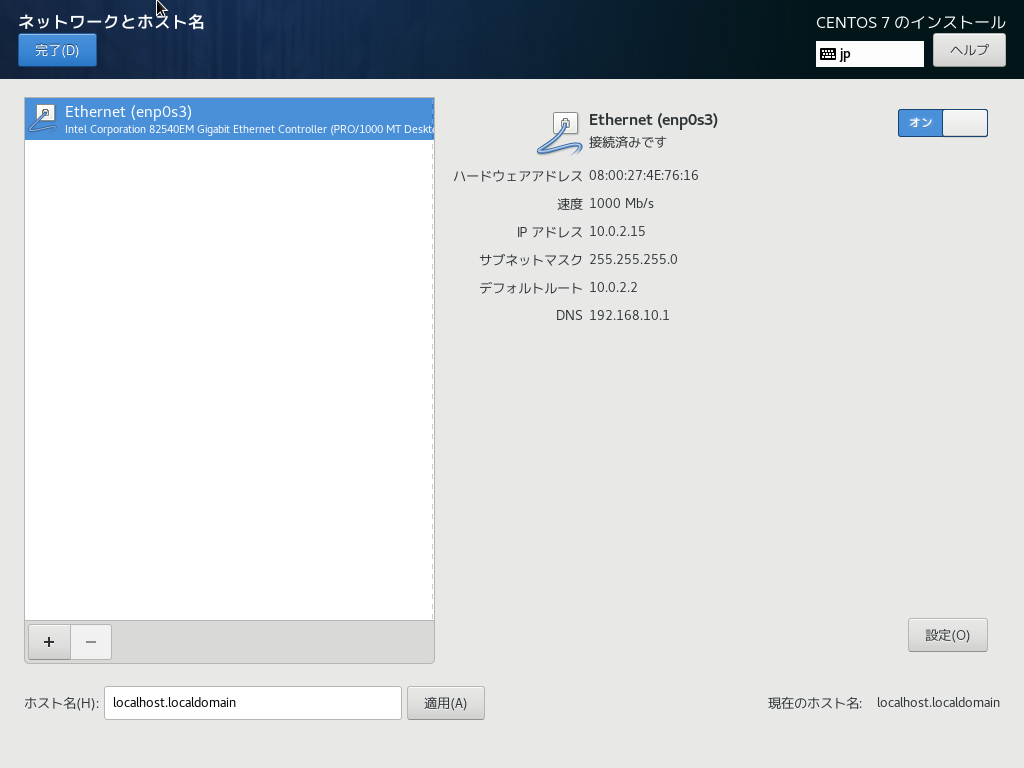 ネットワークとホスト名
CENTOS 7 のインストール
完了(D)
jp
ヘルプ
Ethernet (enp0s3)
Intel Corporation 82540EM Gigabit Ethernet Controller (PRO/1000 MT Deskt
Ethernet (enp0s3)
接続済みです
オン
ハードウェアアドレス 08:00:27:4E:76:16
速度 1000 Mb/s
IP アドレス 10.0.2.15
サブネットマスク 255.255.255.0
デフォルトルート 10.0.2.2
DNS 192.168.10.1
+ −
設定(O)
ホスト名(H): localhost.localdomain 適用(A)
現在のホスト名: localhost.localdomain